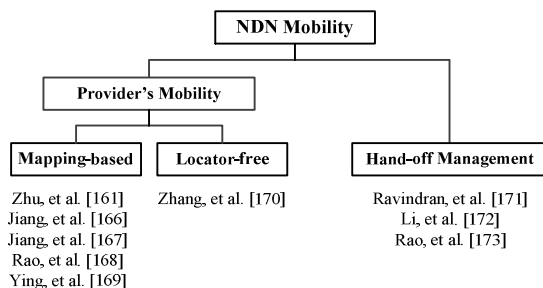 NDN Mobility
Provider's Mobility
Mapping-based
Locator-free
Hand-off Management
Zhu, et al. [161]
Jiang, et al. [166]
Jiang, et al. [167]
Rao, et al. [168]
Ying, et al. [169]
Zhang, et al. [170]
Ravindran, et al. [171]
Li, et al. [172]
Rao, et al. [173]